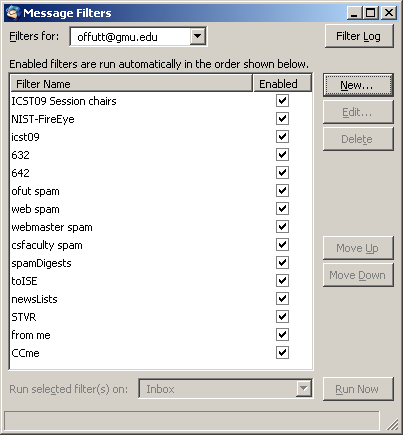 Message Filters
Filters for: offutt@gmu.edu Filter Log
Enabled filters are run automatically in the order shown below.
Filter Name Enabled
New...
Edit...
Delete
ICST09 Session chairs
NIST-FireEye
icst09
632
642
ofut spam
web spam
webmaster spam
csfaculty spam
spamDigests
toISE
newsLists
STVR
from me
CCme
Move Up
Move Down
Run selected filter(s) on: Inbox Run Now